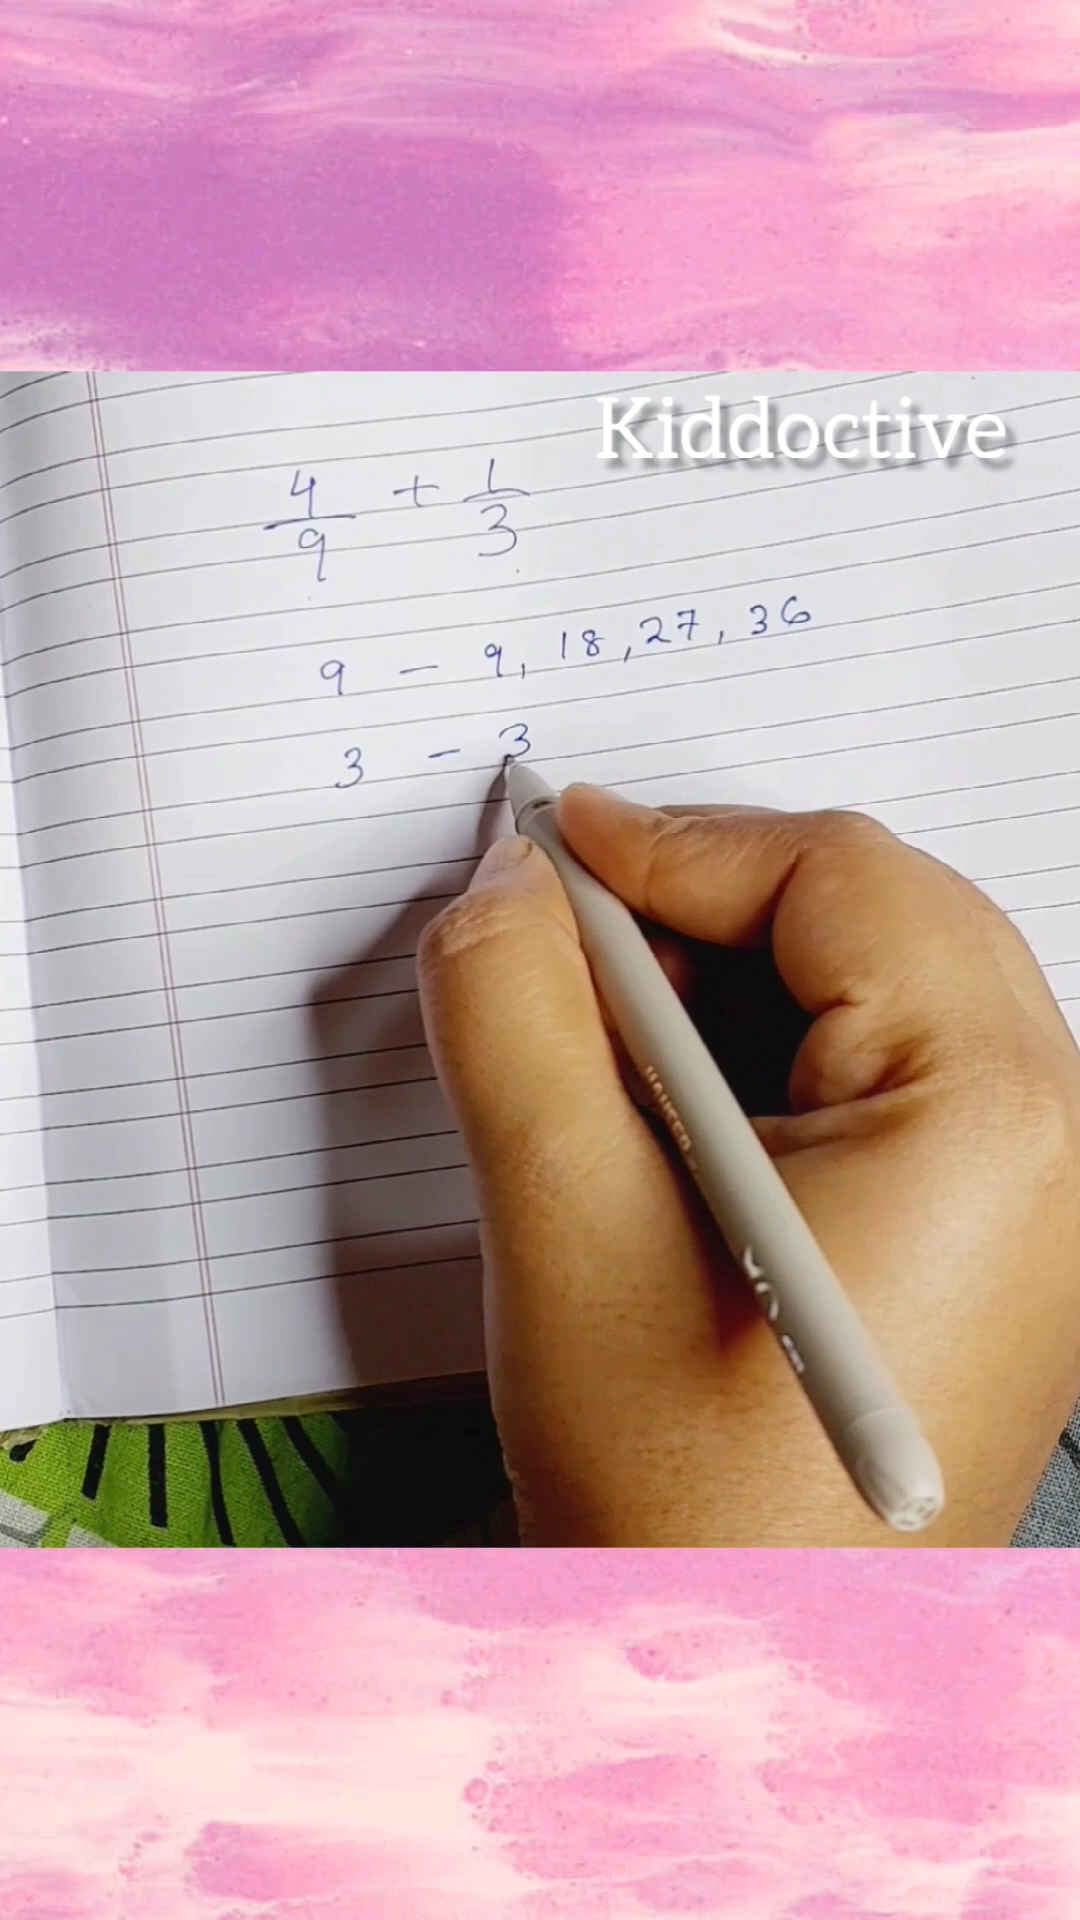 Kiddoctive
4/9 + 1/3
9 – 9, 18, 27, 36
3 – 3